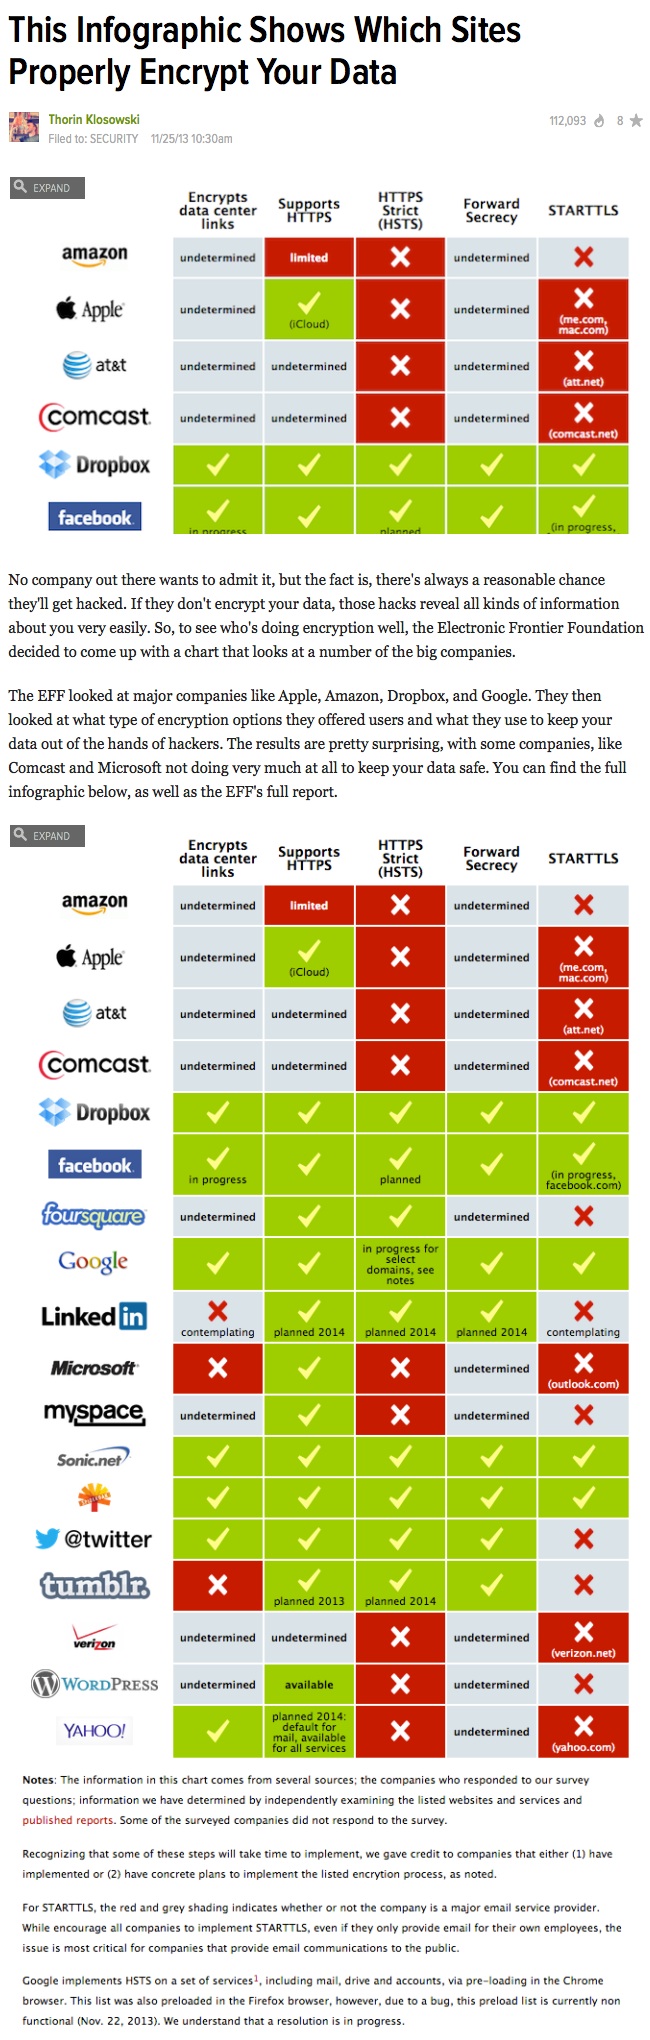 This Infographic Shows Which Sites
Properly Encrypt Your Data
Thorin Klosowski
Filed to: SECURITY 11/25/13 10:30am
112,093 8
EXPAND
Encrypts data center links Supports HTTPS HTTPS Strict (HSTS) Forward Secrecy STARTTLS
amazon undetermined limited undetermined
Apple undetermined (iCloud) undetermined (me.com, mac.com)
at&t undetermined undetermined undetermined (att.net)
comcast. undetermined undetermined undetermined (comcast.net)
Dropbox
facebook in progress planned (in progress,
No company out there wants to admit it, but the fact is, there's always a reasonable chance
they'll get hacked. If they don't encrypt your data, those hacks reveal all kinds of information
about you very easily. So, to see who's doing encryption well, the Electronic Frontier Foundation
decided to come up with a chart that looks at a number of the big companies.
The EFF looked at major companies like Apple, Amazon, Dropbox, and Google. They then
looked at what type of encryption options they offered users and what they use to keep your
data out of the hands of hackers. The results are pretty surprising, with some companies, like
Comcast and Microsoft not doing very much at all to keep your data safe. You can find the full
infographic below, as well as the EFF's full report.
EXPAND
Encrypts data center links Supports HTTPS HTTPS Strict (HSTS) Forward Secrecy STARTTLS
amazon undetermined limited undetermined
Apple undetermined (iCloud) undetermined (me.com, mac.com)
at&t undetermined undetermined undetermined (att.net)
comcast. undetermined undetermined undetermined (comcast.net)
Dropbox
facebook in progress planned (in progress, facebook.com)
foursquare undetermined undetermined
Google in progress for select domains, see notes
Linked in contemplating planned 2014 planned 2014 planned 2014 contemplating
Microsoft undetermined (outlook.com)
myspace undetermined undetermined
Sonic.net
@twitter
tumblr. planned 2013 planned 2014
verizon undetermined undetermined undetermined (verizon.net)
WORDPRESS undetermined available undetermined
YAHOO! planned 2014: default for mail, available for all services undetermined (yahoo.com)
Notes: The information in this chart comes from several sources; the companies who responded to our survey
questions; information we have determined by independently examining the listed websites and services and
published reports. Some of the surveyed companies did not respond to the survey.
Recognizing that some of these steps will take time to implement, we gave credit to companies that either (1) have
implemented or (2) have concrete plans to implement the listed encrytion process, as noted.
For STARTTLS, the red and grey shading indicates whether or not the company is a major email service provider.
While encourage all companies to implement STARTTLS, even if they only provide email for their own employees, the
issue is most critical for companies that provide email communications to the public.
Google implements HSTS on a set of services1, including mail, drive and accounts, via pre-loading in the Chrome
browser. This list was also preloaded in the Firefox browser, however, due to a bug, this preload list is currently non
functional (Nov. 22, 2013). We understand that a resolution is in progress.